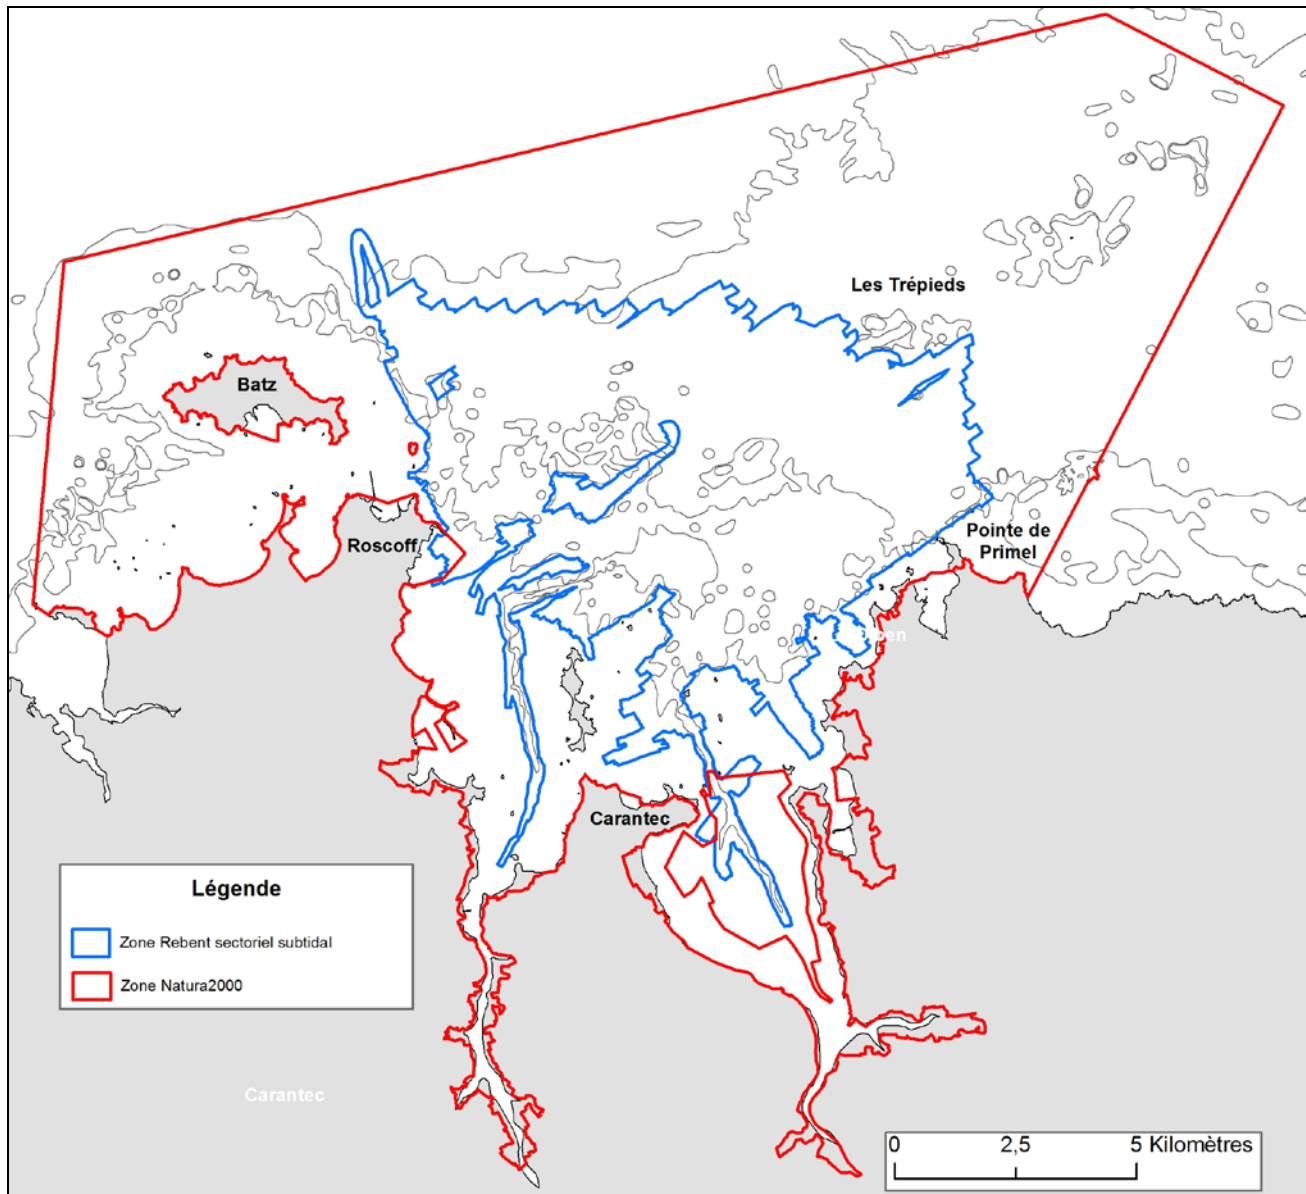 Les Trépieds
Batz
Roscoff
Pointe de
Primel
Carantec
Légende
Zone Rebent sectoriel subtidal
Zone Natura2000
Carantec
0 2,5 5 Kilomètres